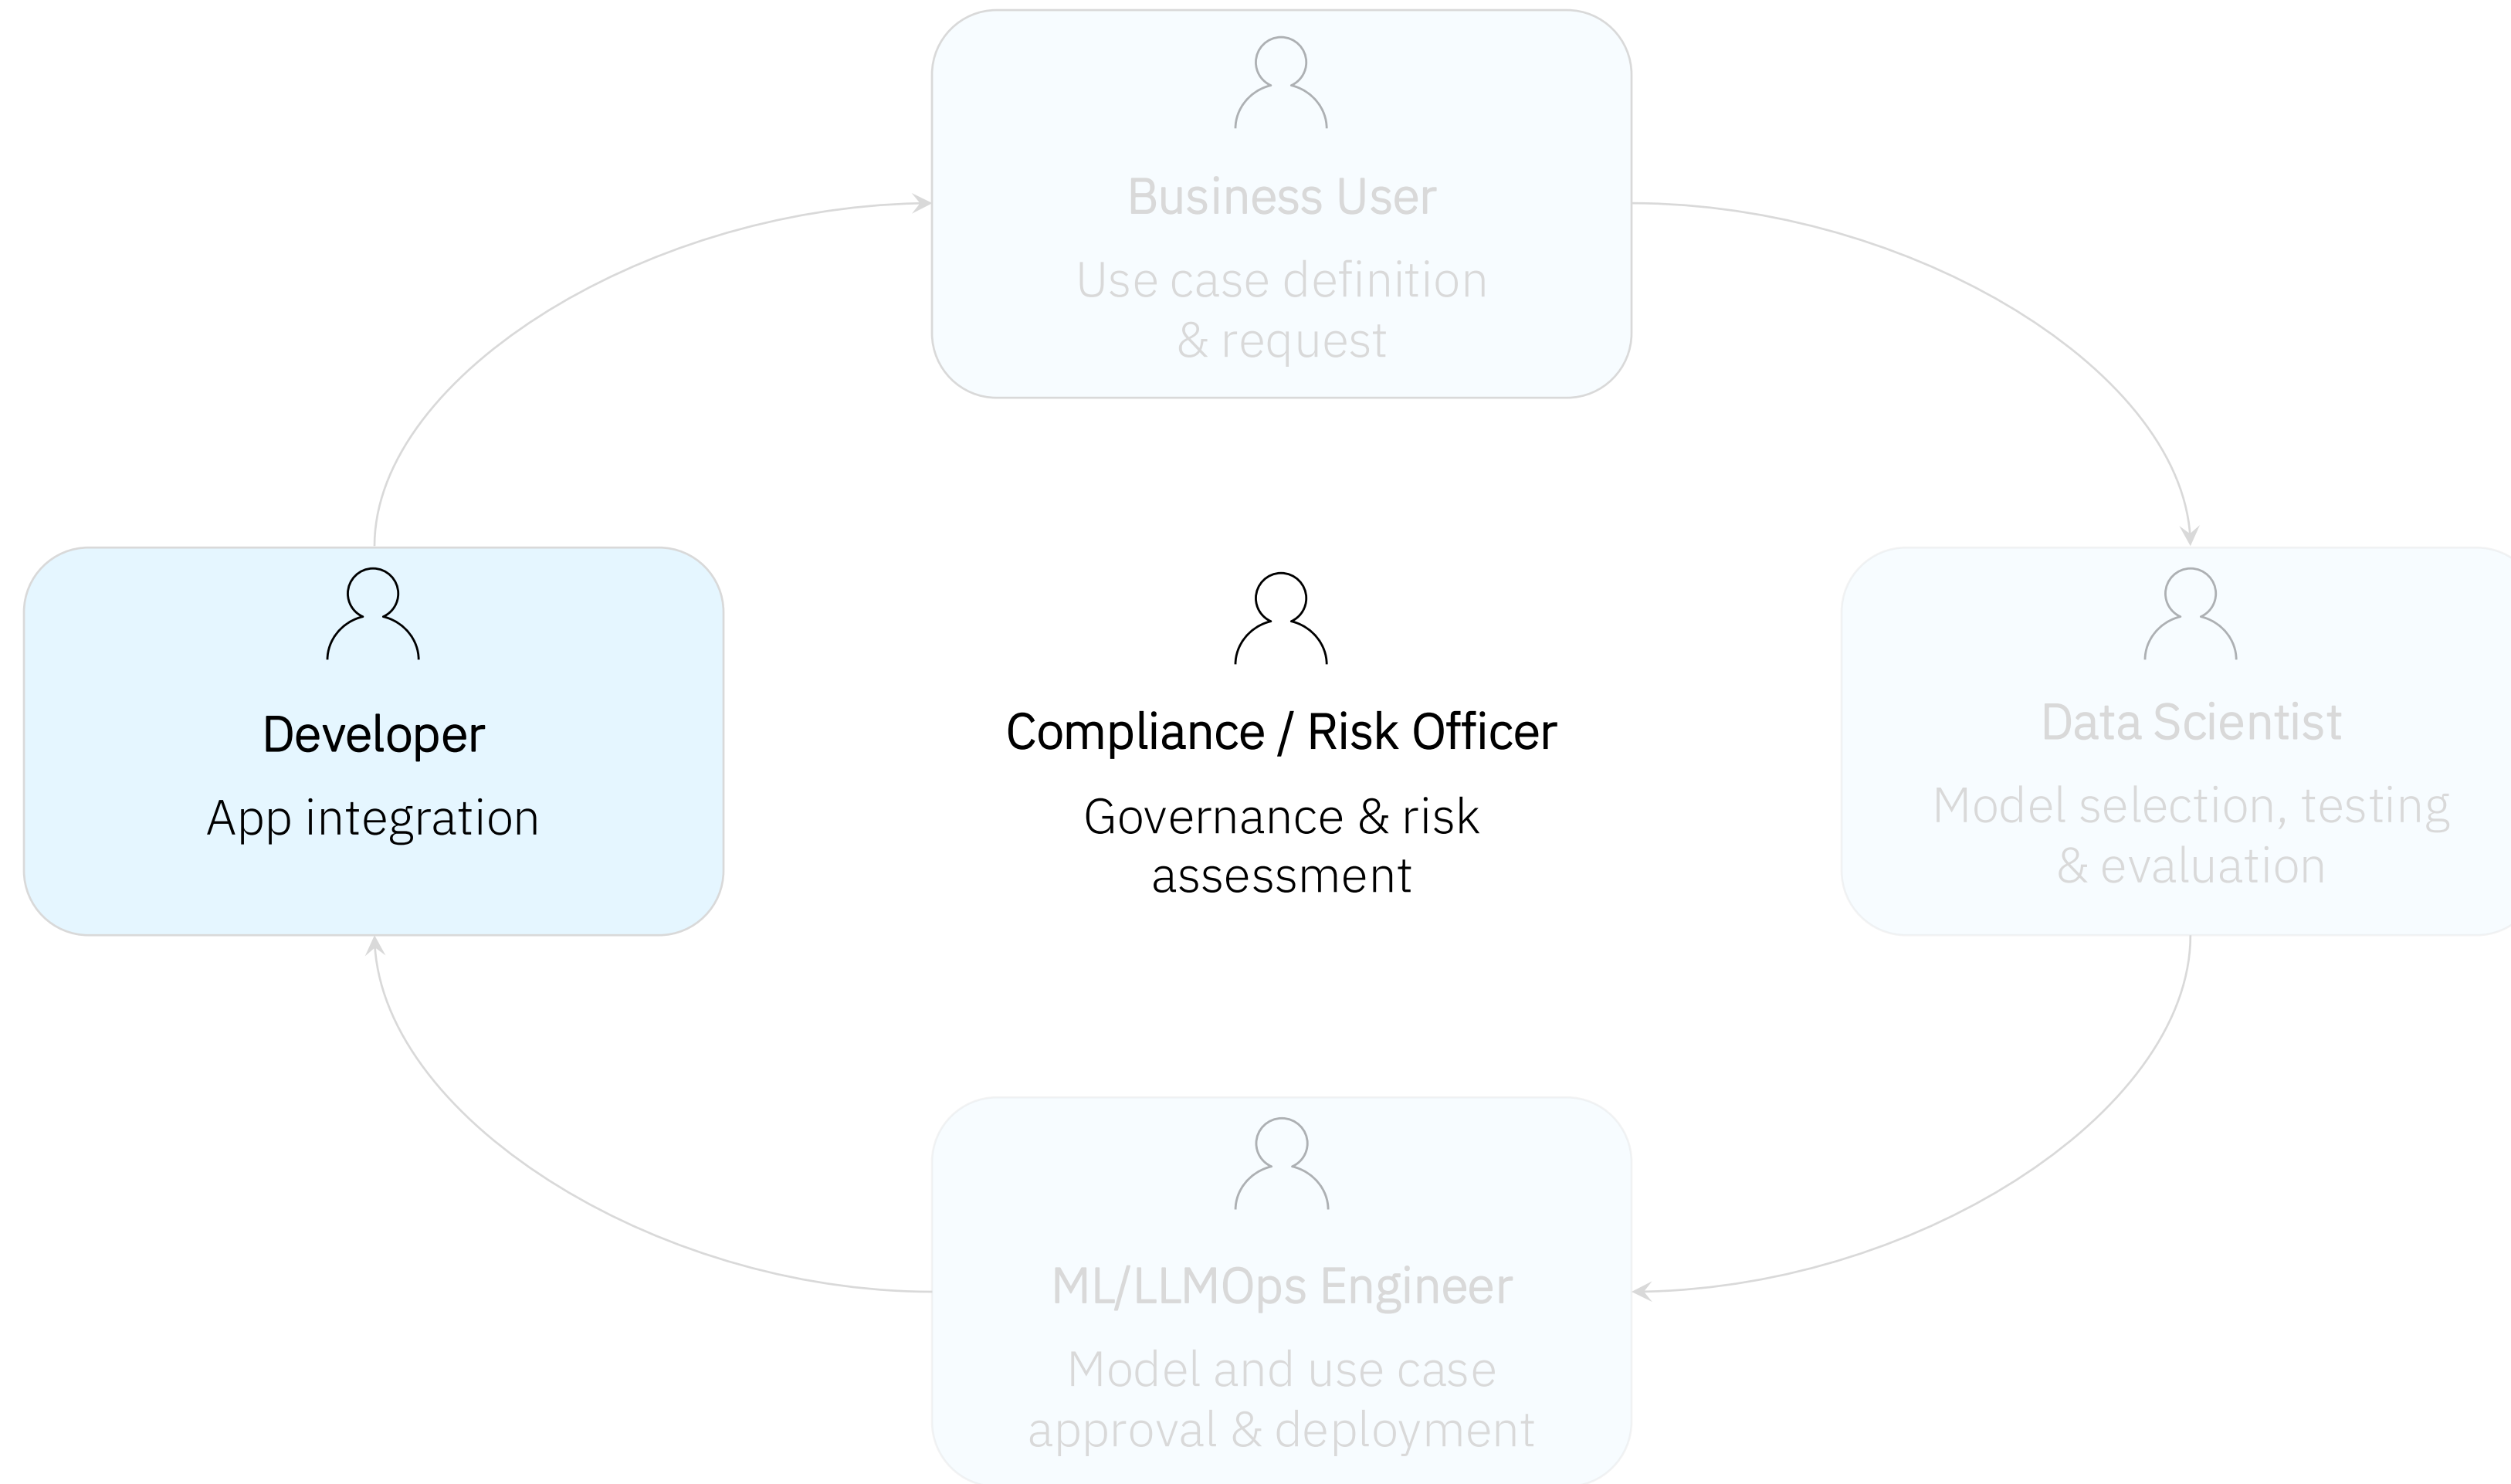 Business User
Use case definition
& request
Developer
App integration
Compliance / Risk Officer
Governance & risk
assessment
Data Scientist
Model selection, testing
& evaluation
ML/LLMOps Engineer
Model and use case
approval & deployment